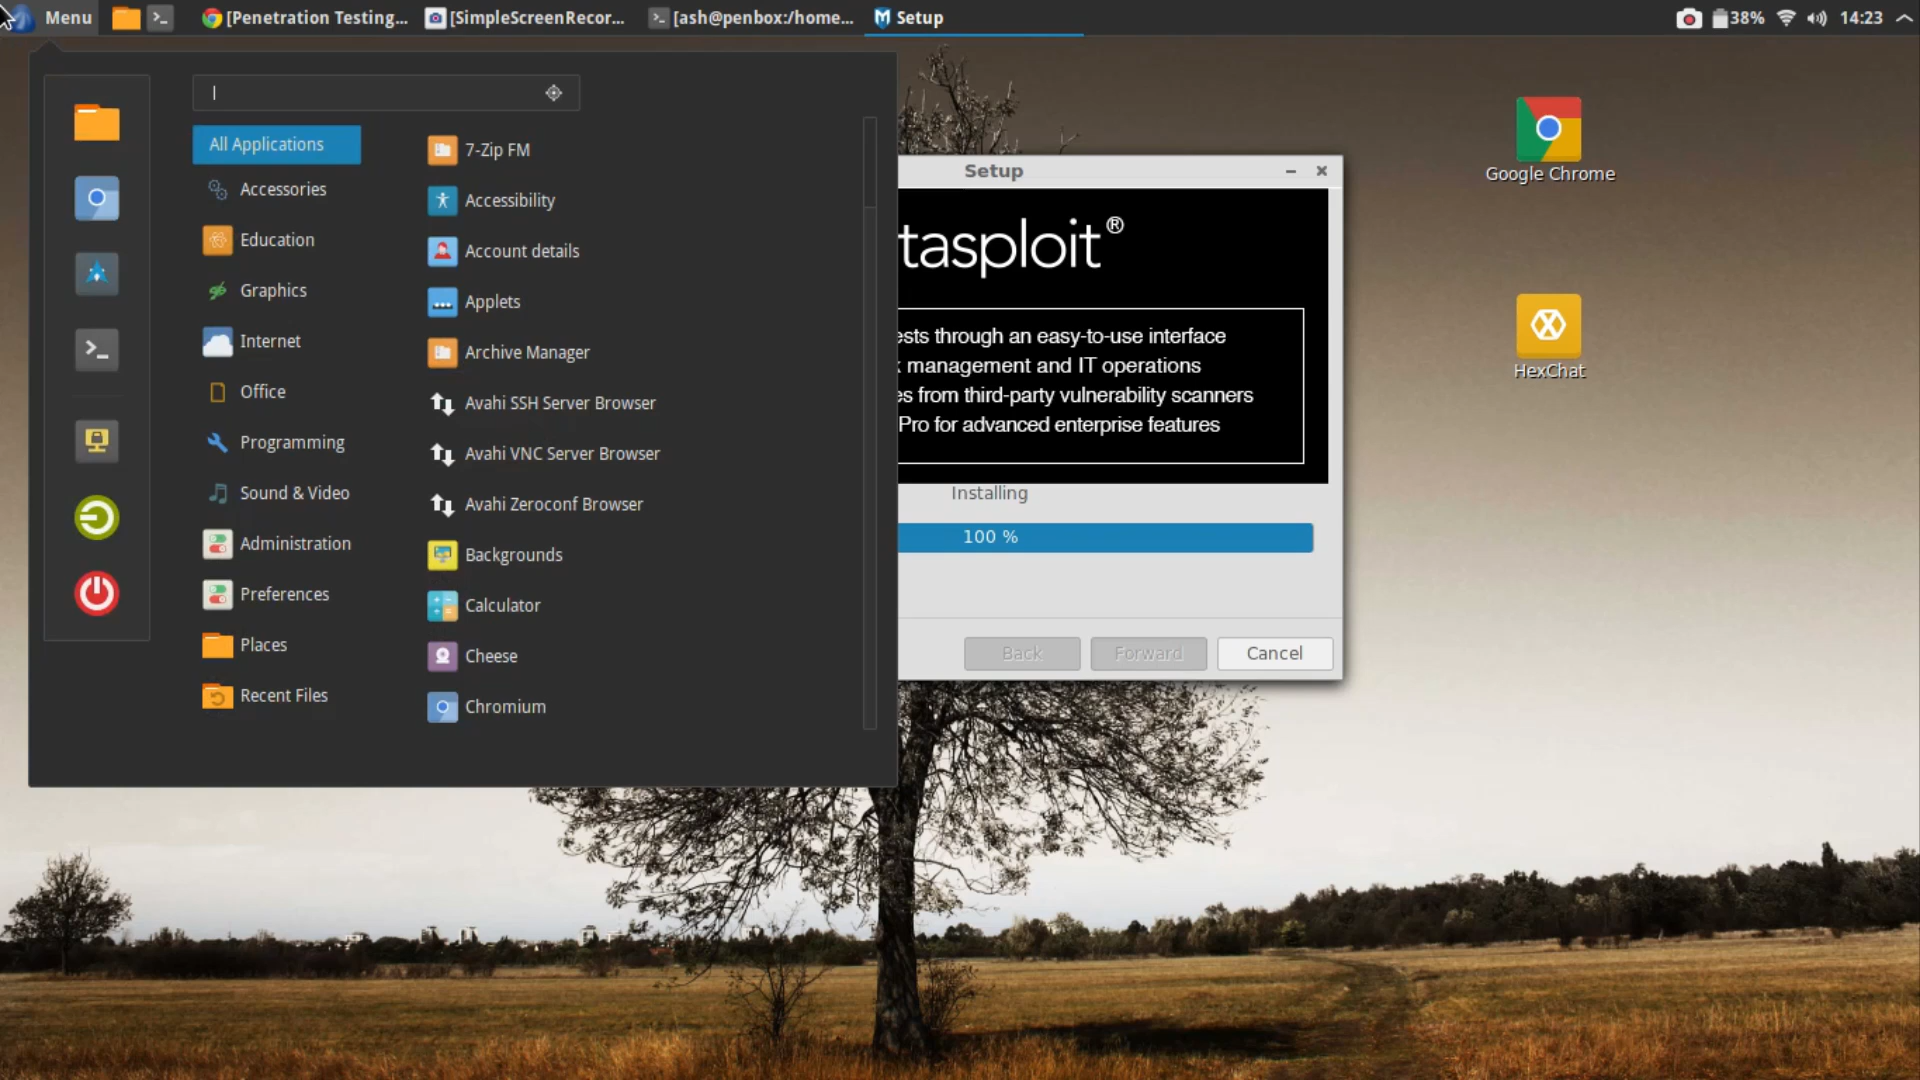 Menu
[Penetration Testing...
[SimpleScreenRecor...
[ash@penbox:/home...
Setup
38%
14:23
All Applications
Accessories
Education
Graphics
Internet
Office
Programming
Sound & Video
Administration
Preferences
Places
Recent Files
7-Zip FM
Accessibility
Account details
Applets
Archive Manager
Avahi SSH Server Browser
Avahi VNC Server Browser
Avahi Zeroconf Browser
Backgrounds
Calculator
Cheese
Chromium
Setup
tasploit®
ests through an easy-to-use interface
management and IT operations
es from third-party vulnerability scanners
Pro for advanced enterprise features
Installing
100 %
Back
Forward
Cancel
Google Chrome
HexChat